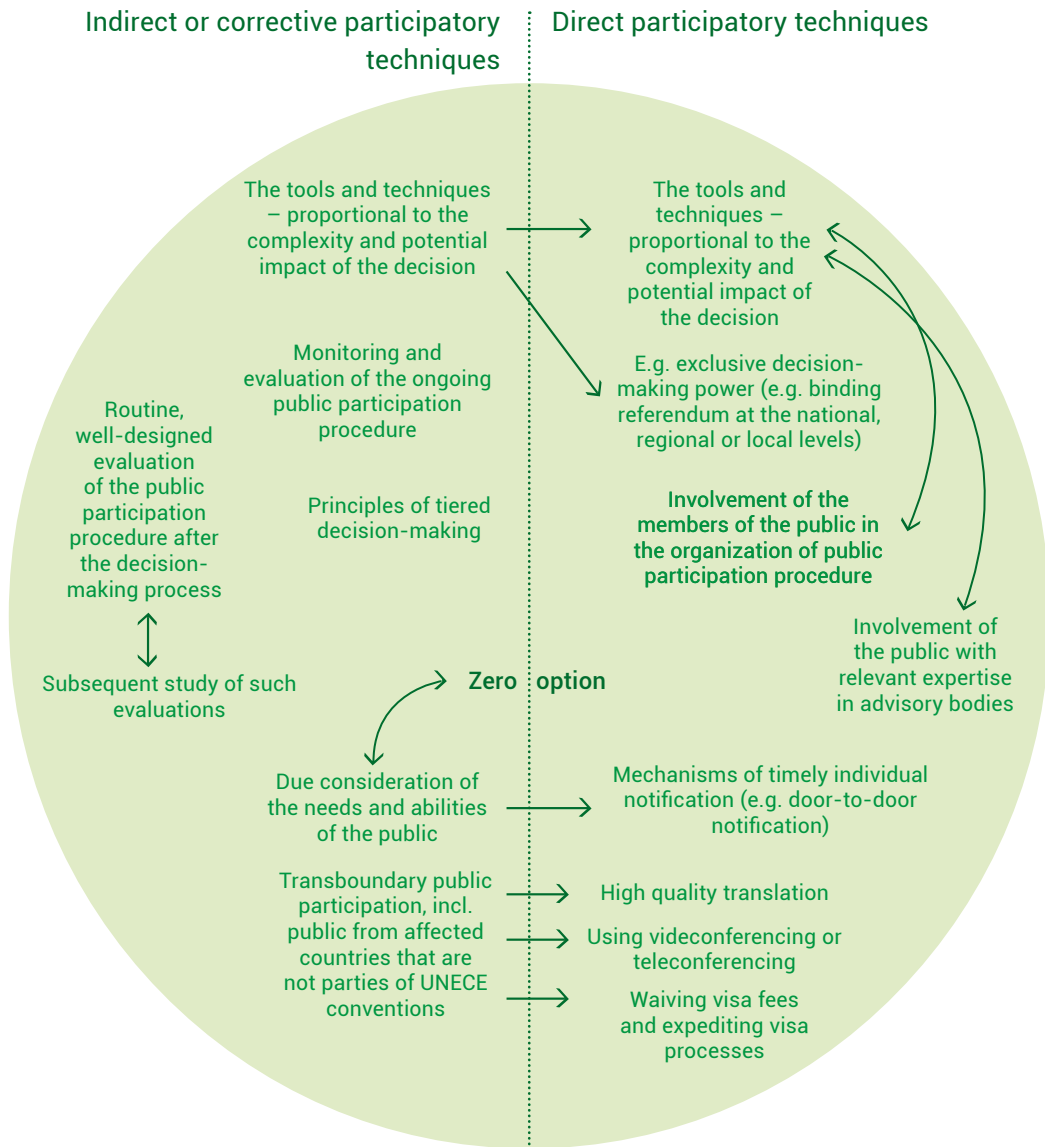 Indirect or corrective participatory
techniques
Direct participatory techniques
The tools and techniques
– proportional to the
complexity and potential
impact of the decision
The tools and
techniques –
proportional to the
complexity and
potential impact of
the decision
Monitoring and
evaluation of the ongoing
public participation
procedure
E.g. exclusive decision-
making power (e.g. binding
referendum at the national,
regional or local levels)
Routine,
well-designed
evaluation
of the public
participation
procedure after
the decision-
making process
Principles of tiered
decision-making
Involvement of the
members of the public in
the organization of public
participation procedure
Involvement of
the public with
relevant expertise
in advisory bodies
Subsequent study of such
evaluations
Zero option
Due consideration of
the needs and abilities
of the public
Mechanisms of timely individual
notification (e.g. door-to-door
notification)
Transboundary public
participation, incl.
public from affected
countries that are
not parties of UNECE
conventions
High quality translation
Using videconferencing or
teleconferencing
Waiving visa fees
and expediting visa
processes